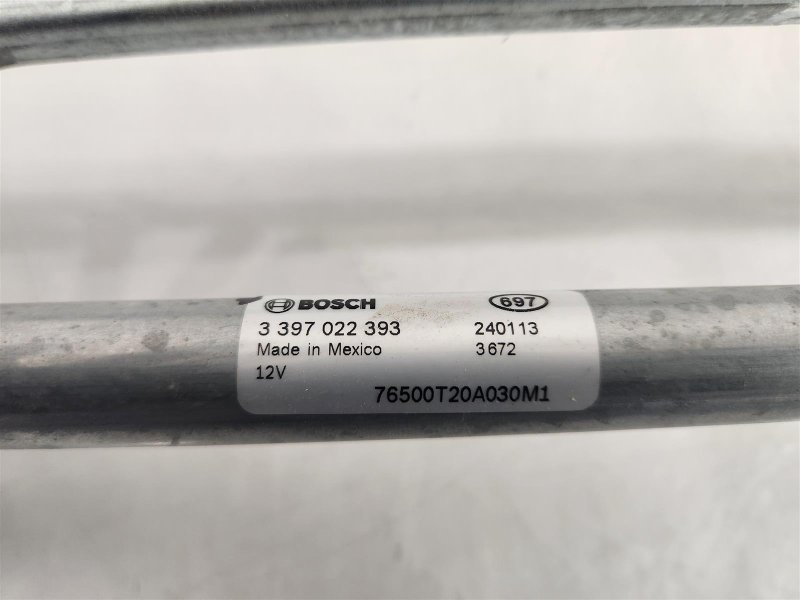 BOSCH 697
3 397 022 393 240113
Made in Mexico 3672
12V
76500T20A030M1